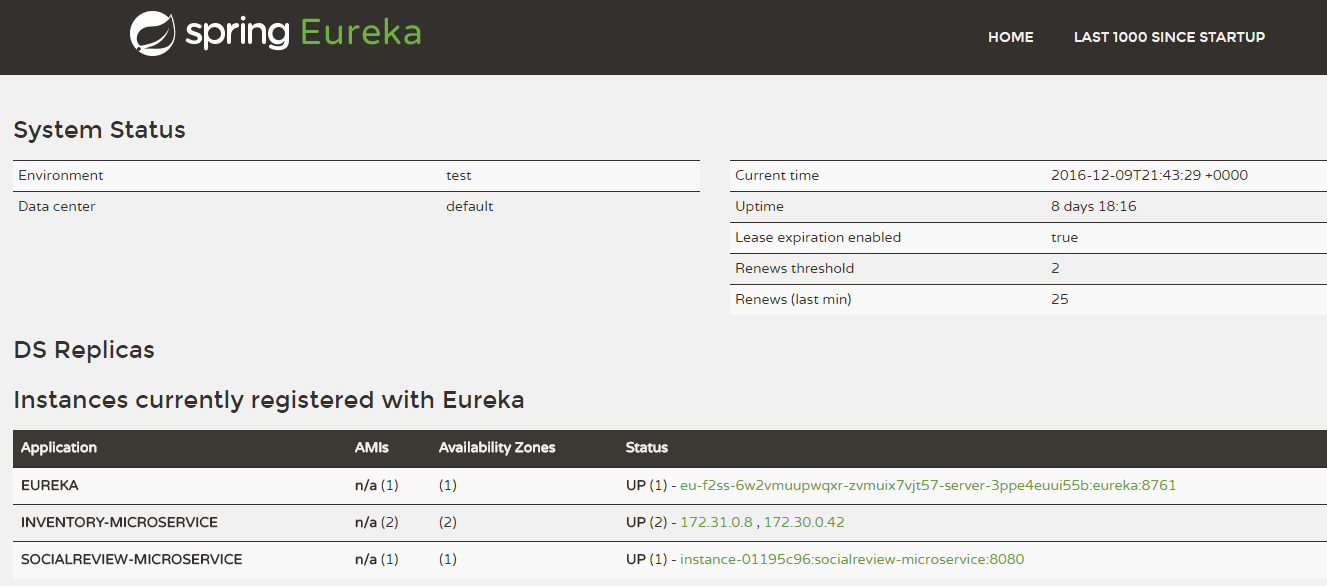 spring Eureka HOME LAST 1000 SINCE STARTUP
System Status
Environment test
Data center default
Current time 2016-12-09T21:43:29 +0000
Uptime 8 days 18:16
Lease expiration enabled true
Renews threshold 2
Renews (last min) 25
DS Replicas
Instances currently registered with Eureka
Application AMIs Availability Zones Status
EUREKA n/a (1) (1) UP (1) - eu-f2ss-6w2vmuupwqxr-zvmuix7vjt57-server-3ppe4euui55b:eureka:8761
INVENTORY-MICROSERVICE n/a (2) (2) UP (2) - 172.31.0.8 , 172.30.0.42
SOCIALREVIEW-MICROSERVICE n/a (1) (1) UP (1) - instance-01195c96:socialreview-microservice:8080